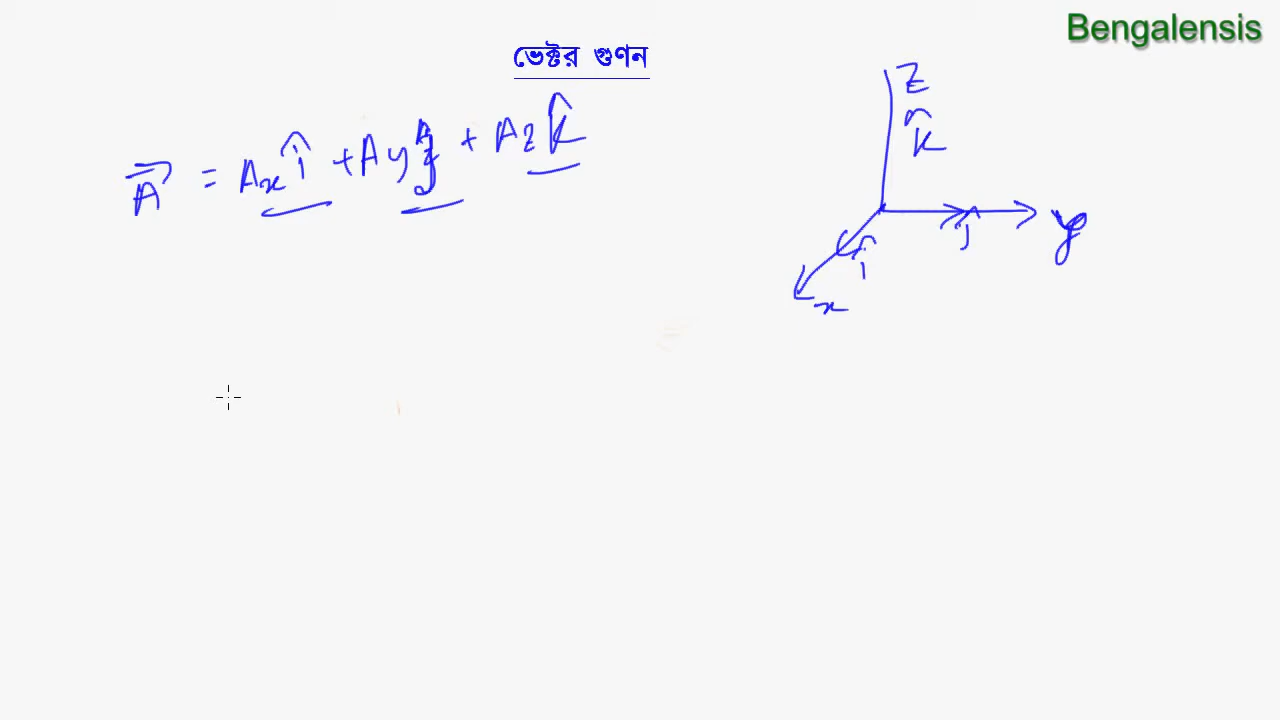 Bengalensis
ভেক্টর গুণন
A⃗ = Aₓî + Ayĵ + A𝓏k̂
z
k̂
ĵ
y
î
x